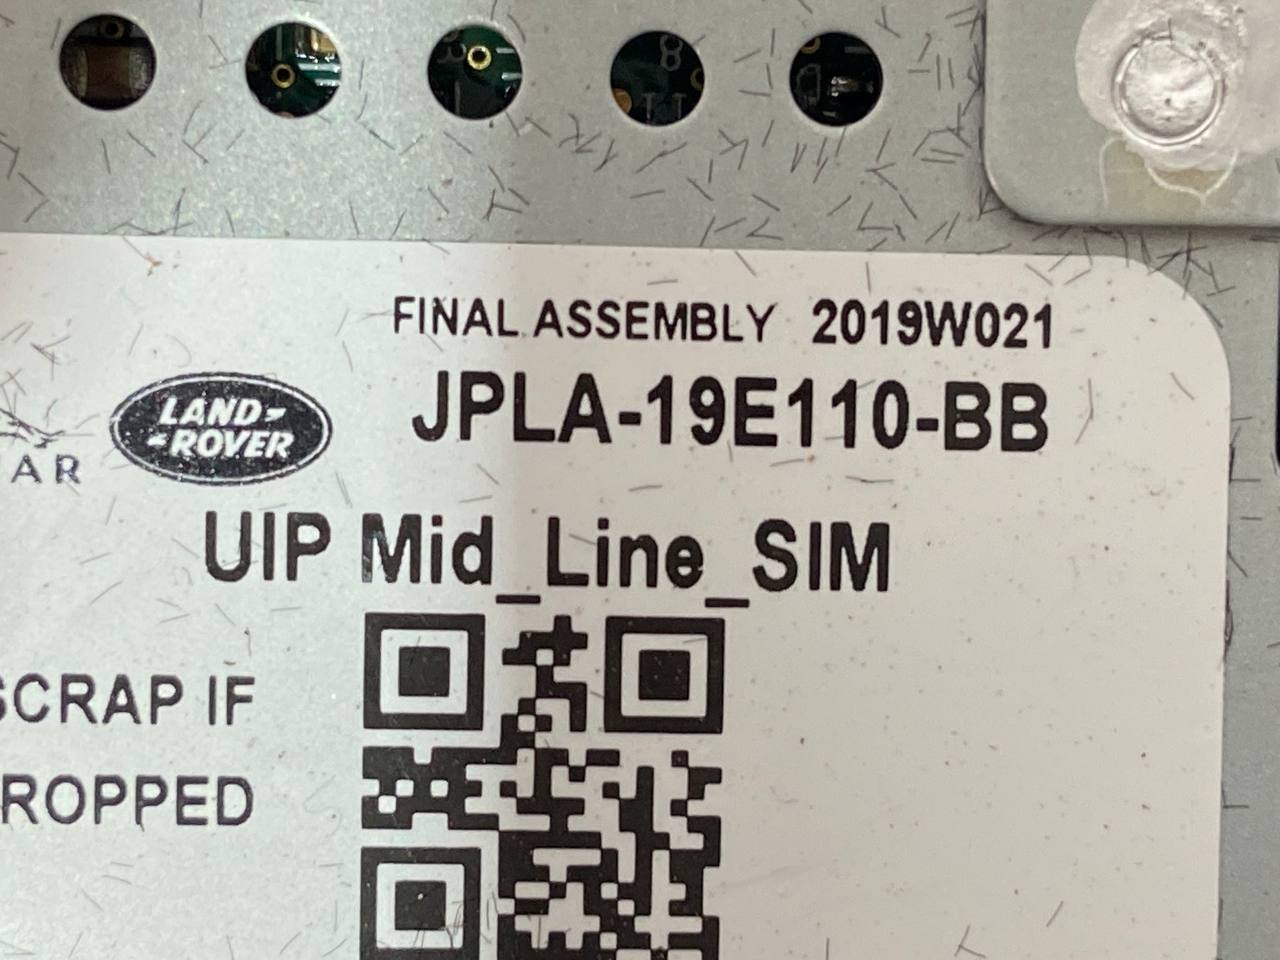 FINAL ASSEMBLY 2019W021
JPLA-19E110-BB
LAND-
-ROVER
AR
UIP Mid_Line_SIM
SCRAP IF
ROPPED